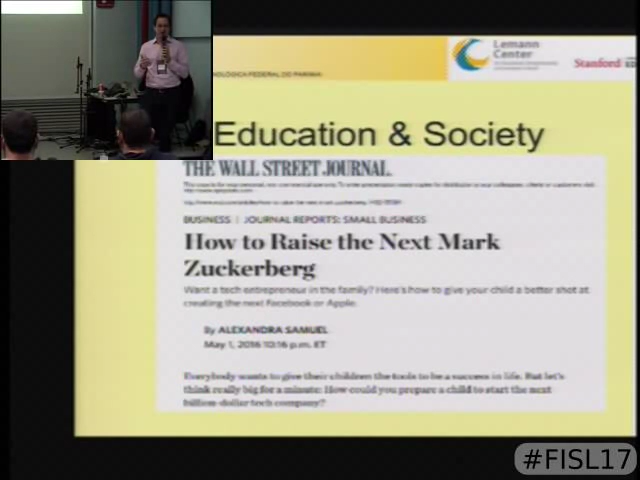 NOLÓGICA FEDERAL DO PARANÁ
Lemann
Center
Stanford
Education & Society
THE WALL STREET JOURNAL.
BUSINESS | JOURNAL REPORTS: SMALL BUSINESS
How to Raise the Next Mark
Zuckerberg
Want a tech entrepreneur in the family? Here's how to give your child a better shot at
creating the next Facebook or Apple.
By ALEXANDRA SAMUEL
May 1, 2016 10:16 p.m. ET
Everybody wants to give their children the tools to be a success in life. But let's
think really big for a minute: How could you prepare a child to start the next
billion-dollar tech company?
#FISL17